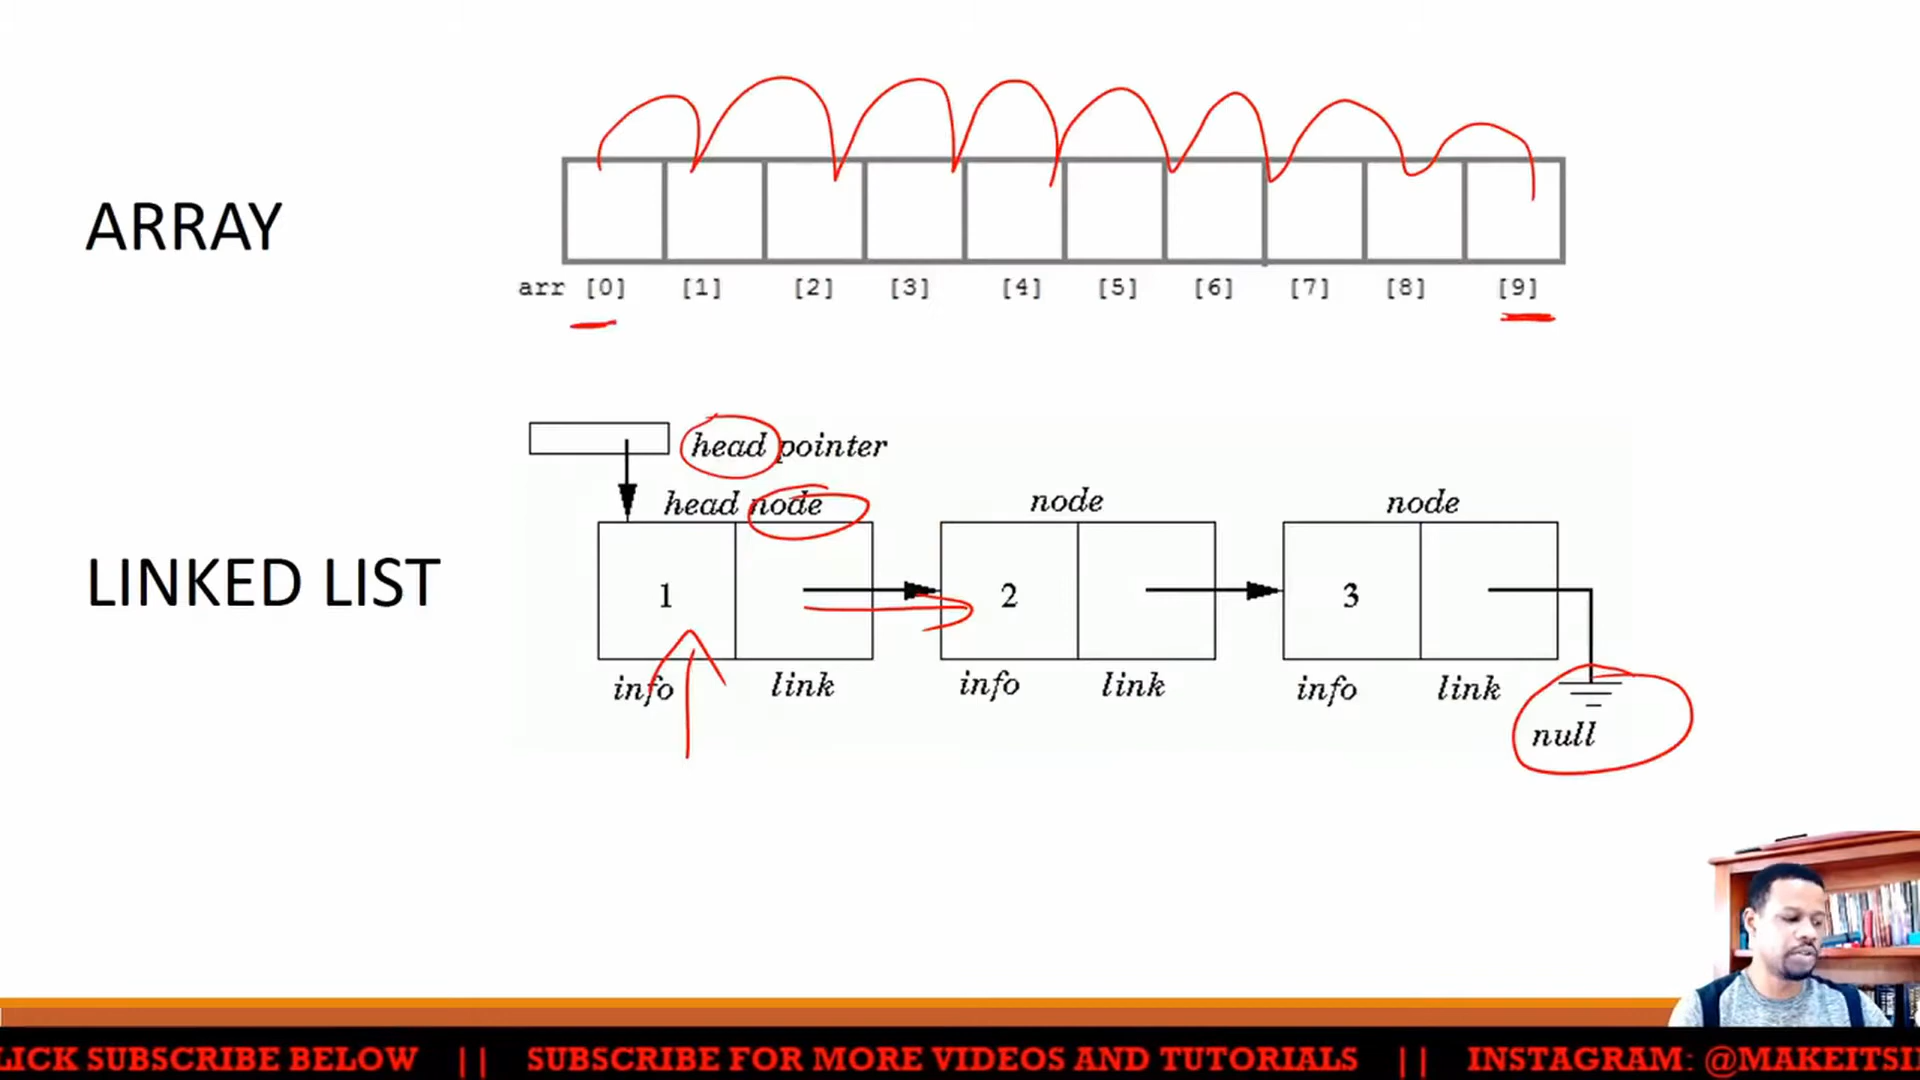 ARRAY
arr [0] [1] [2] [3] [4] [5] [6] [7] [8] [9]
head pointer
head node node node
LINKED LIST
1 2 3
info link info link info link
null
LICK SUBSCRIBE BELOW || SUBSCRIBE FOR MORE VIDEOS AND TUTORIALS || INSTAGRAM: @MAKEITSI